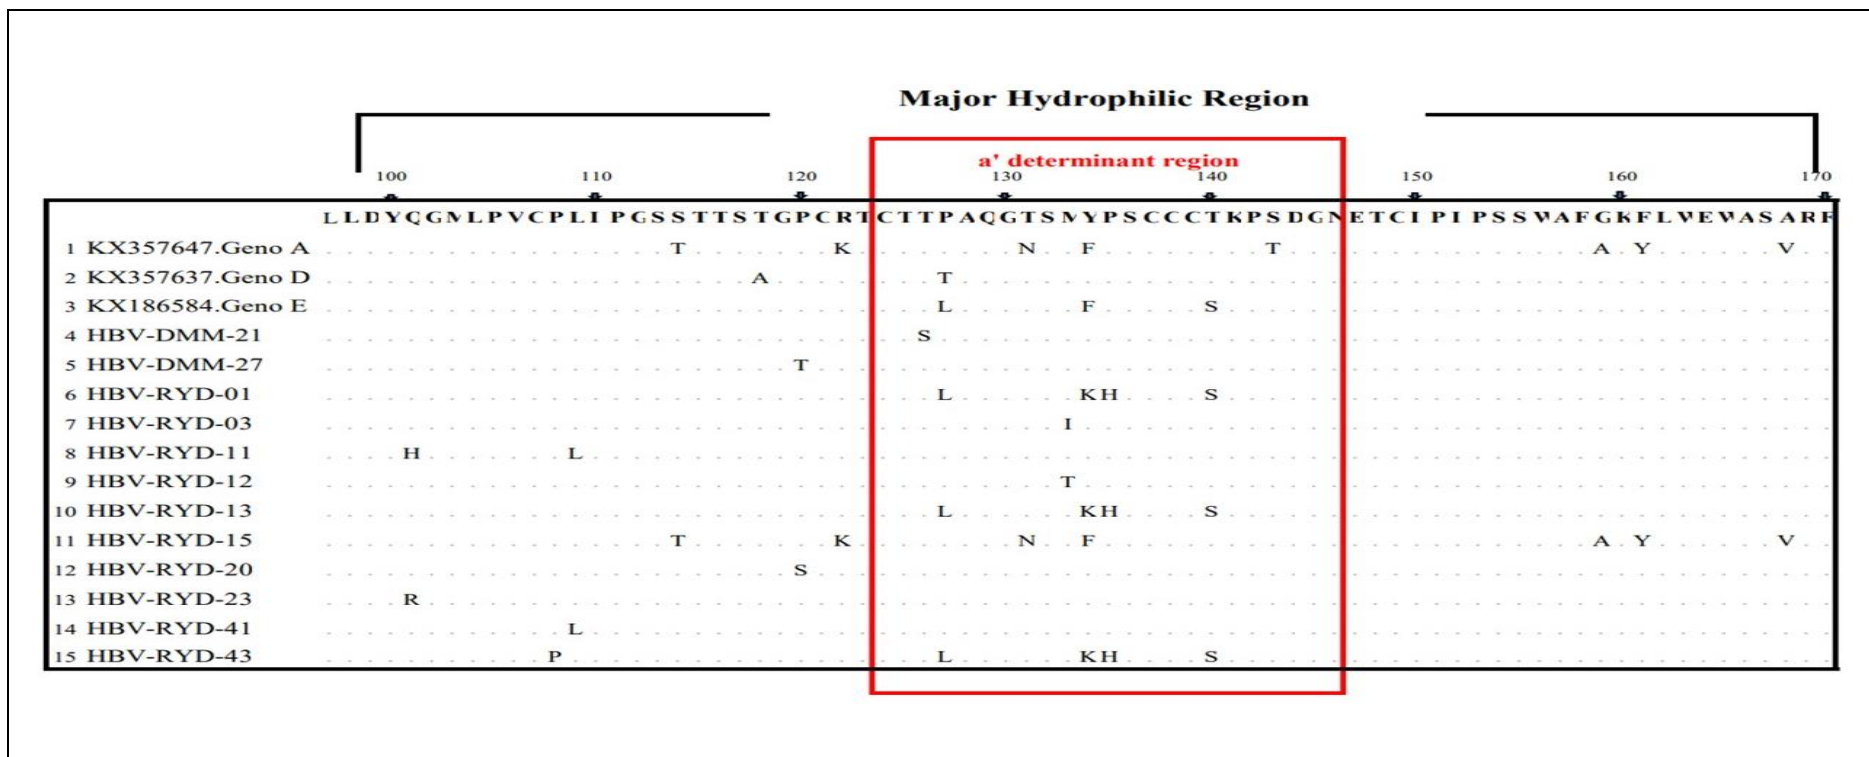 Major Hydrophilic Region
a' determinant region
100 110 120 130 140 150 160 170
LLDYQGMLPVCPLIPGSSTTSTGPCRTCTTPAQGTSMYPSCCCTKPSDGNETCIPIPSSWAFGKFLWEWASARF
1 KX357647.Geno A .................T.......K........N..F........T...............A.Y......V..
2 KX357637.Geno D .....................A........T...........................................
3 KX186584.Geno E ..............................L......F.....S..............................
4 HBV-DMM-21 .............................S............................................
5 HBV-DMM-27 .......................T..................................................
6 HBV-RYD-01 ..............................L......KH....S..............................
7 HBV-RYD-03 ....................................I.....................................
8 HBV-RYD-11 ....H.......L.............................................................
9 HBV-RYD-12 ....................................T.....................................
10 HBV-RYD-13 ..............................L......KH....S..............................
11 HBV-RYD-15 .................T.......K........N..F........................A.Y......V..
12 HBV-RYD-20 .......................S..................................................
13 HBV-RYD-23 ....R.....................................................................
14 HBV-RYD-41 ............L.............................................................
15 HBV-RYD-43 ...........P..................L......KH....S..............................